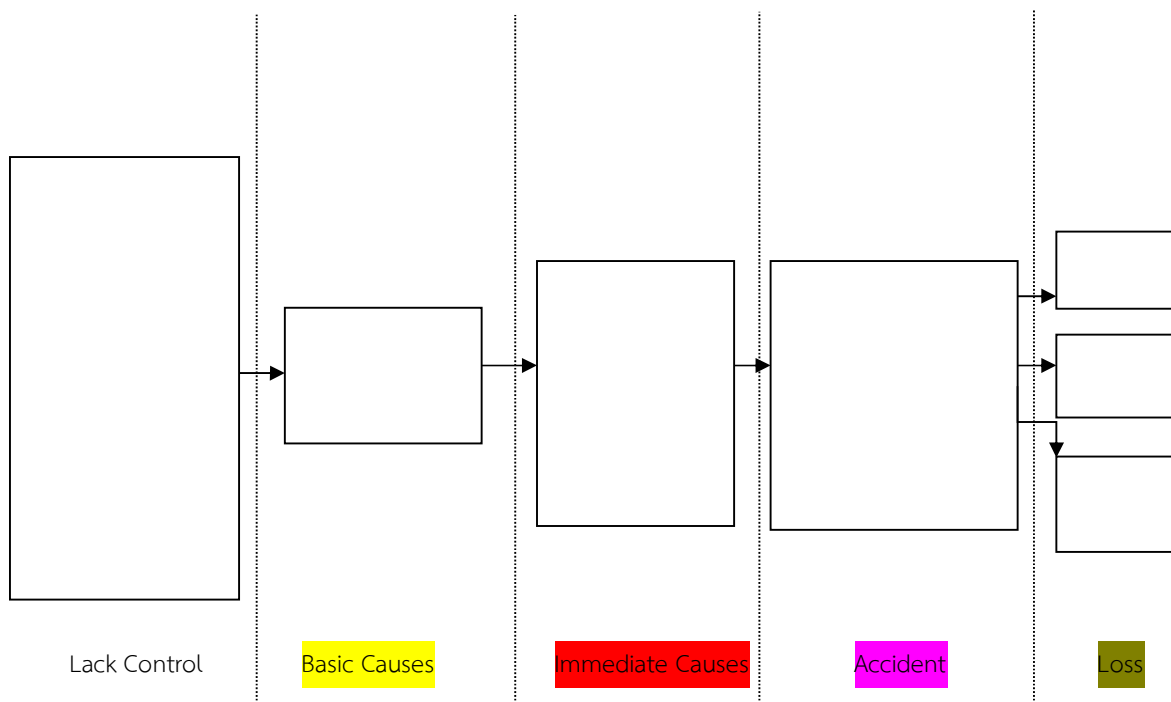 Lack Control
Basic Causes
Immediate Causes
Accident
Loss